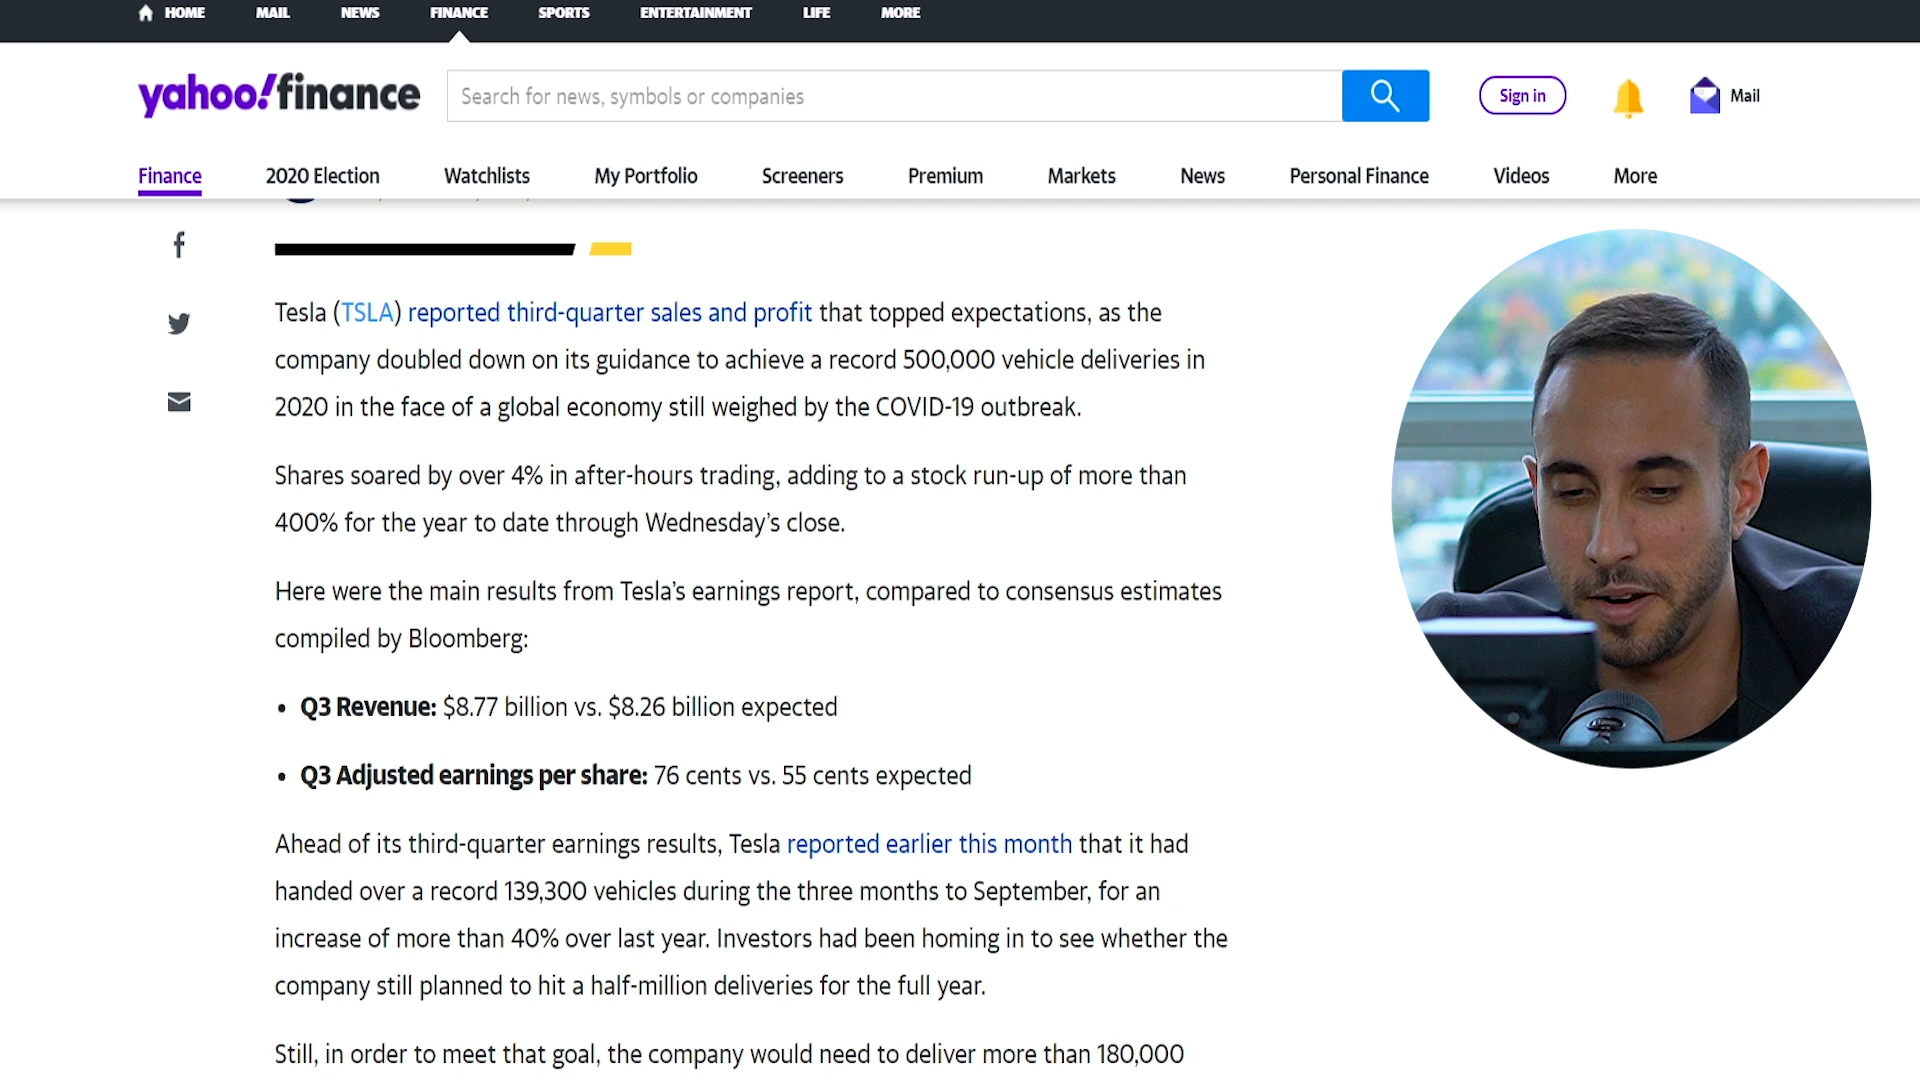 HOME MAIL NEWS FINANCE SPORTS ENTERTAINMENT LIFE MORE
yahoo!finance Search for news, symbols or companies Sign in Mail
Finance 2020 Election Watchlists My Portfolio Screeners Premium Markets News Personal Finance Videos More
Tesla (TSLA) reported third-quarter sales and profit that topped expectations, as the
company doubled down on its guidance to achieve a record 500,000 vehicle deliveries in
2020 in the face of a global economy still weighed by the COVID-19 outbreak.
Shares soared by over 4% in after-hours trading, adding to a stock run-up of more than
400% for the year to date through Wednesday’s close.
Here were the main results from Tesla’s earnings report, compared to consensus estimates
compiled by Bloomberg:
• Q3 Revenue: $8.77 billion vs. $8.26 billion expected
• Q3 Adjusted earnings per share: 76 cents vs. 55 cents expected
Ahead of its third-quarter earnings results, Tesla reported earlier this month that it had
handed over a record 139,300 vehicles during the three months to September, for an
increase of more than 40% over last year. Investors had been homing in to see whether the
company still planned to hit a half-million deliveries for the full year.
Still, in order to meet that goal, the company would need to deliver more than 180,000